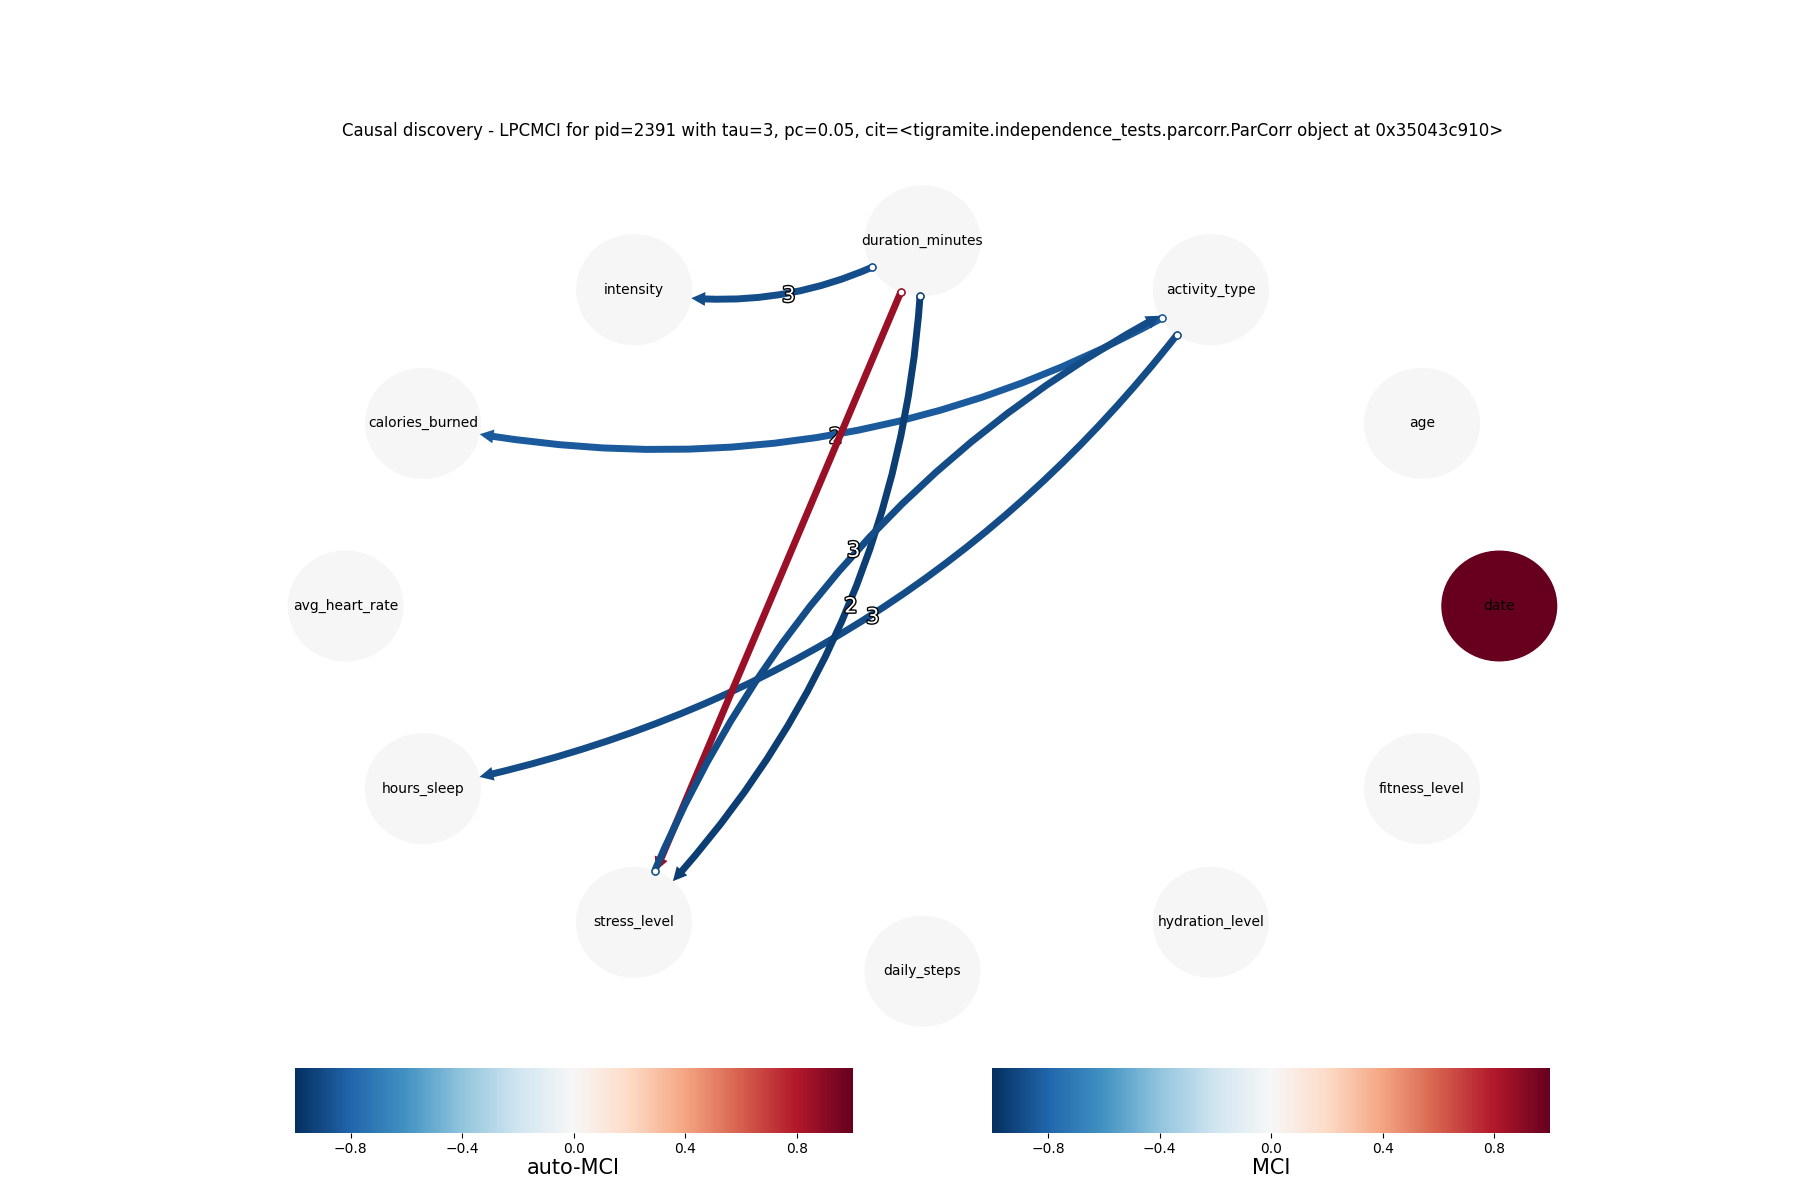 Causal discovery - LPCMCI for pid=2391 with tau=3, pc=0.05, cit=<tigramite.independence_tests.parcorr.ParCorr object at 0x35043c910>
duration_minutes
intensity
activity_type
3
calories_burned
age
2
3
avg_heart_rate
date
2
3
hours_sleep
fitness_level
stress_level
hydration_level
daily_steps
−0.8 −0.4 0.0 0.4 0.8
auto-MCI
−0.8 −0.4 0.0 0.4 0.8
MCI